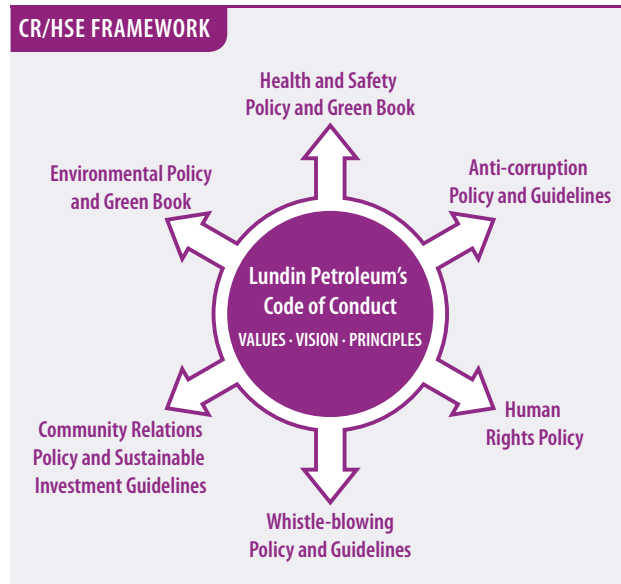 CR/HSE FRAMEWORK
Health and Safety
Policy and Green Book
Environmental Policy
and Green Book
Anti-corruption
Policy and Guidelines
Lundin Petroleum's
Code of Conduct
VALUES · VISION · PRINCIPLES
Community Relations
Policy and Sustainable
Investment Guidelines
Human
Rights Policy
Whistle-blowing
Policy and Guidelines